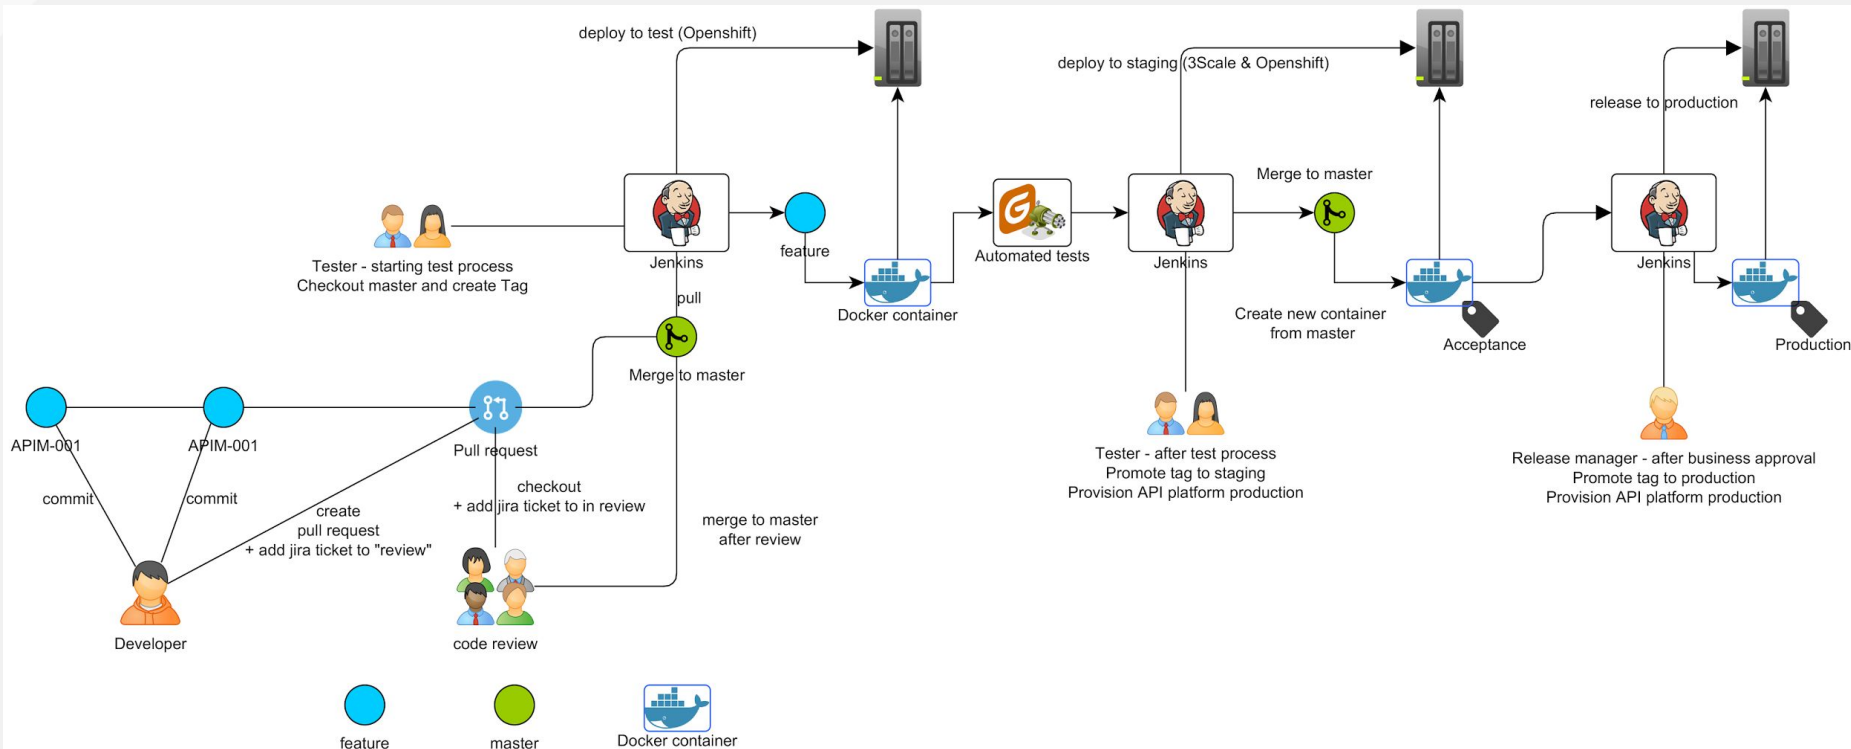 deploy to test (Openshift)
deploy to staging (3Scale & Openshift)
release to production
Merge to master
feature
Automated tests
Jenkins
Jenkins
Jenkins
Tester - starting test process
Checkout master and create Tag
pull
Docker container
Create new container
from master
Acceptance
Production
Merge to master
APIM-001
APIM-001
Pull request
Tester - after test process
Promote tag to staging
Provision API platform production
Release manager - after business approval
Promote tag to production
Provision API platform production
commit
commit
create
pull request
+ add jira ticket to "review"
checkout
+ add jira ticket to in review
merge to master
after review
Developer
code review
feature
master
Docker container